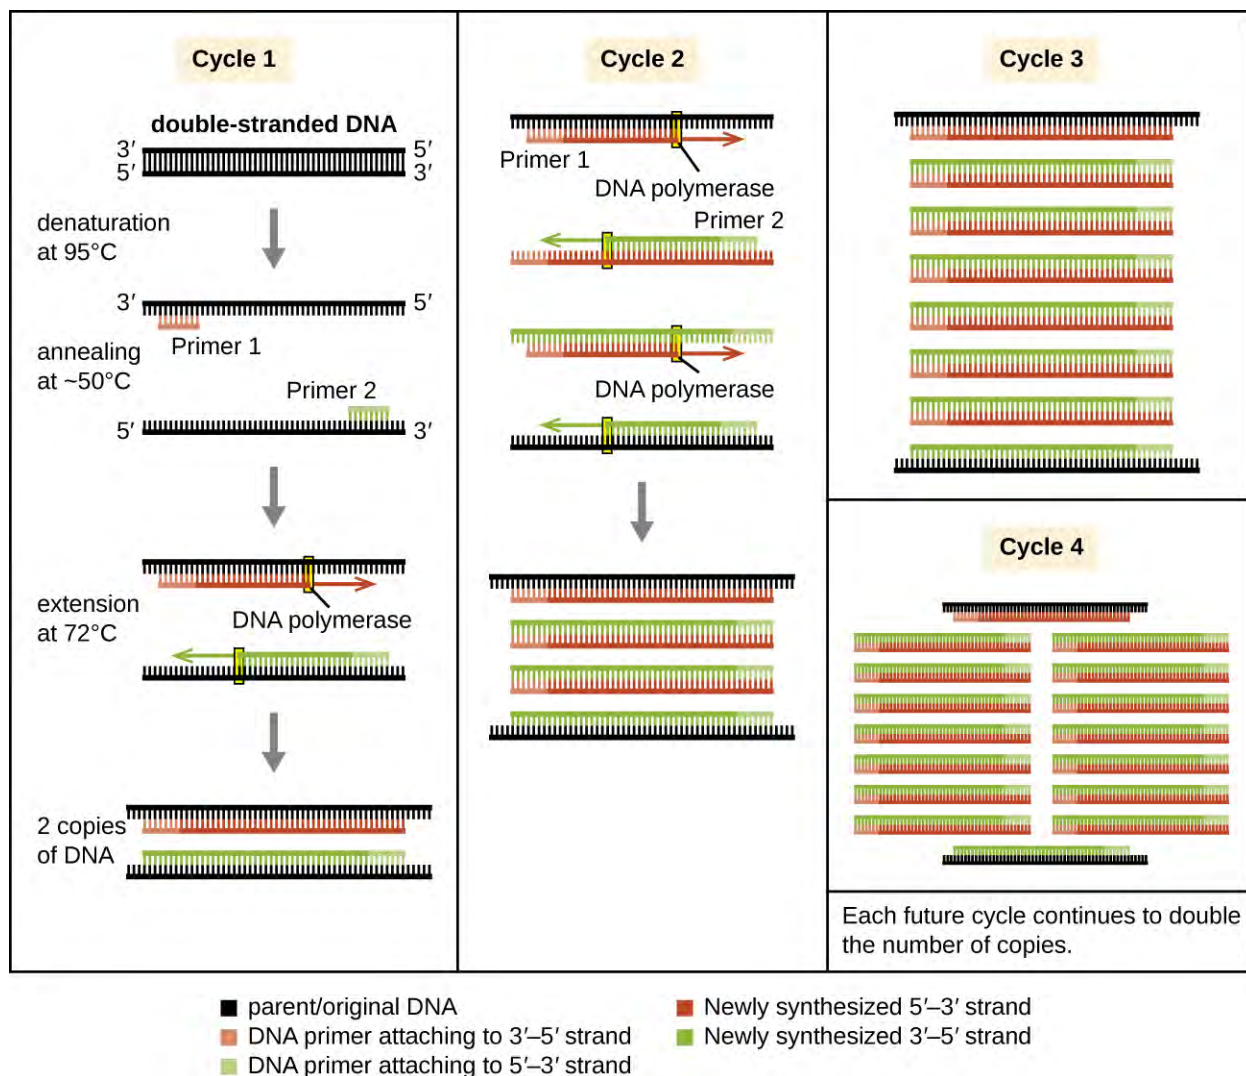 Cycle 1
double-stranded DNA
3′ 5′
5′ 3′
denaturation
at 95°C
3′ 5′
Primer 1
annealing
at ~50°C
Primer 2
5′ 3′
extension
at 72°C
DNA polymerase
2 copies
of DNA
Cycle 2
Primer 1
DNA polymerase
Primer 2
DNA polymerase
Cycle 3
Cycle 4
Each future cycle continues to double
the number of copies.
parent/original DNA
DNA primer attaching to 3′–5′ strand
DNA primer attaching to 5′–3′ strand
Newly synthesized 5′–3′ strand
Newly synthesized 3′–5′ strand